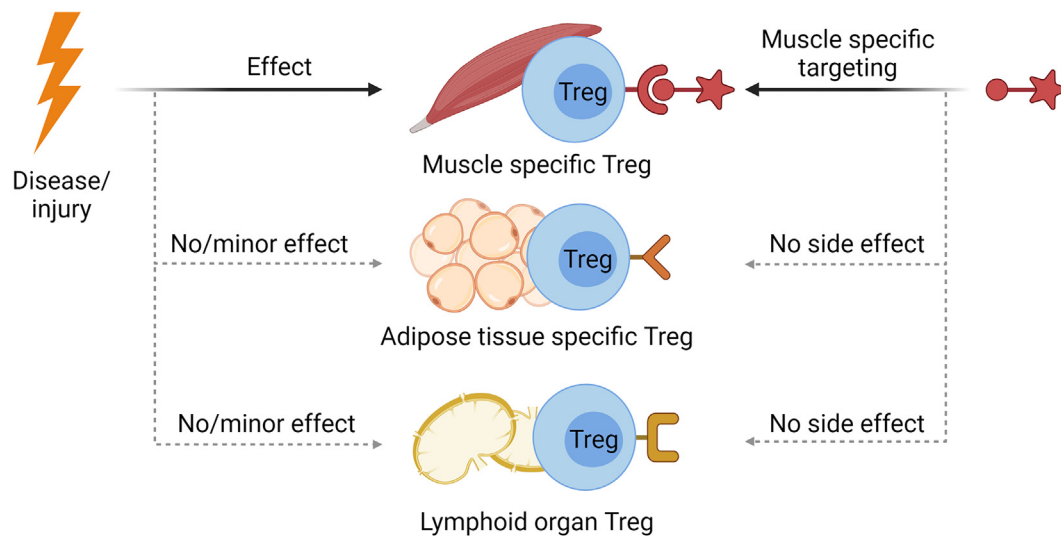 Effect
Treg
Muscle specific
targeting
Disease/
injury
Muscle specific Treg
No/minor effect
Treg
No side effect
Adipose tissue specific Treg
No/minor effect
Treg
No side effect
Lymphoid organ Treg